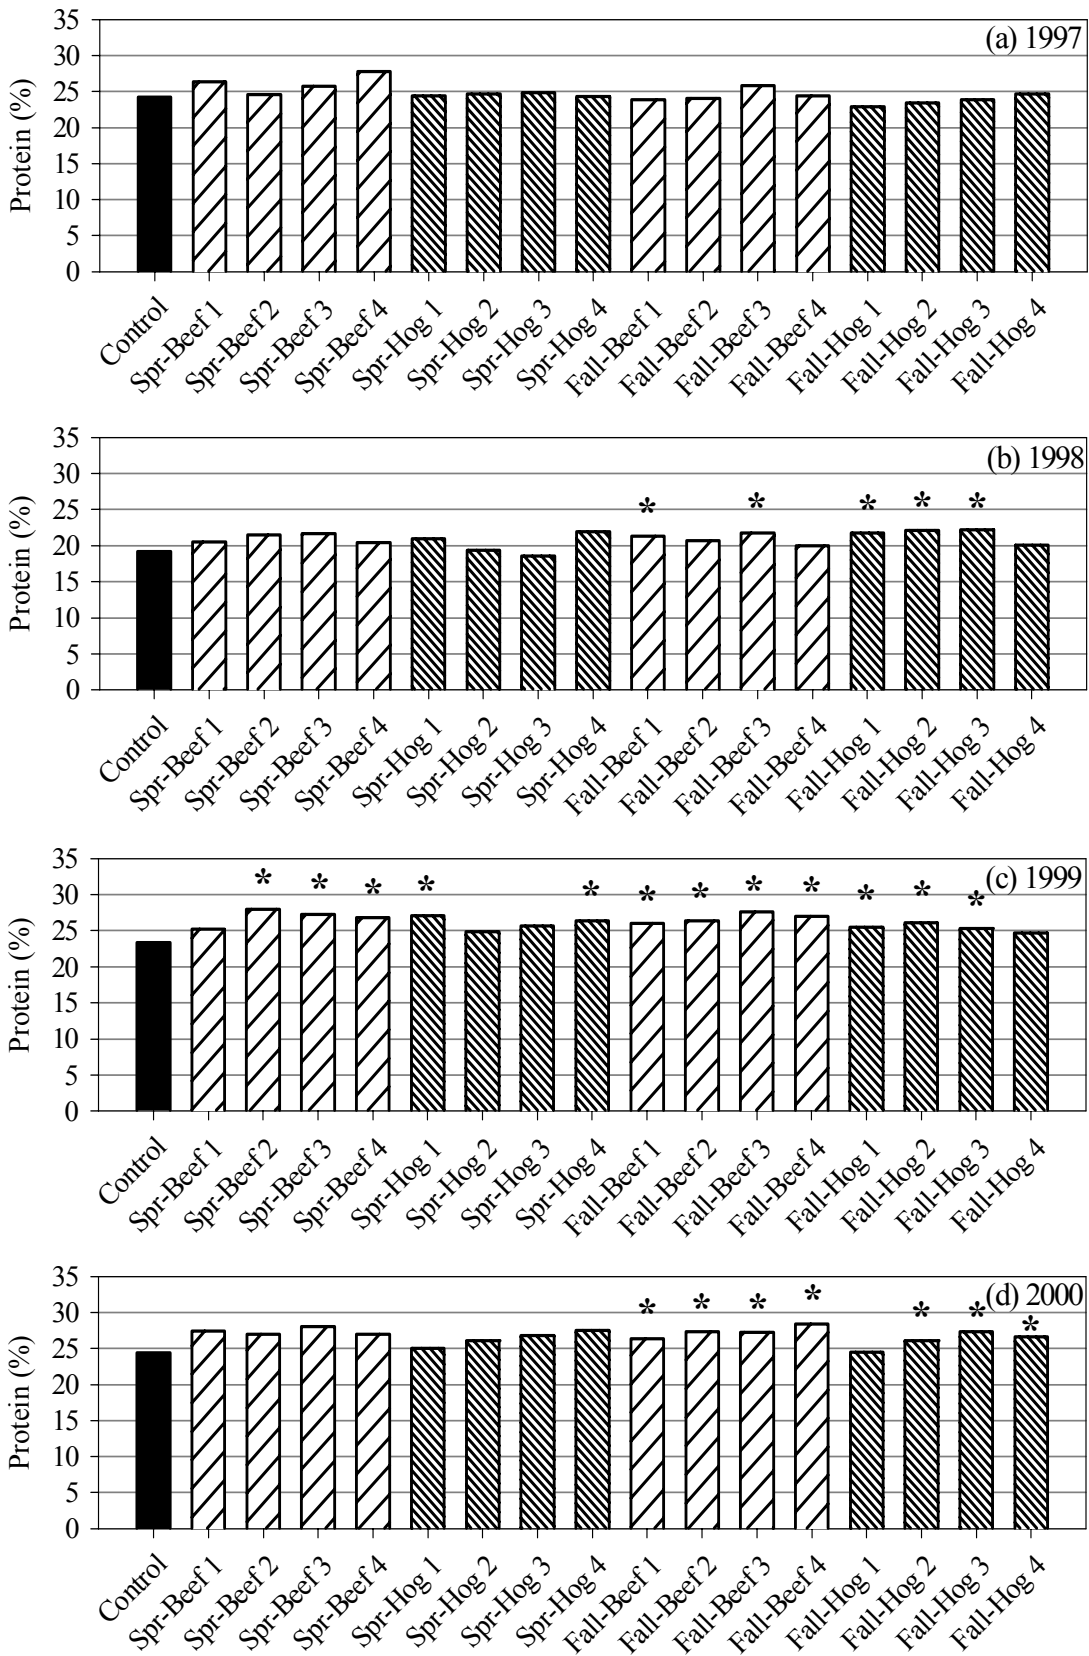 (a) 1997
Protein (%)
35
30
25
20
15
10
5
0
Control
Spr-Beef 1
Spr-Beef 2
Spr-Beef 3
Spr-Beef 4
Spr-Hog 1
Spr-Hog 2
Spr-Hog 3
Spr-Hog 4
Fall-Beef 1
Fall-Beef 2
Fall-Beef 3
Fall-Beef 4
Fall-Hog 1
Fall-Hog 2
Fall-Hog 3
Fall-Hog 4
(b) 1998
Protein (%)
35
30
25
20
15
10
5
0
* * * * *
Control
Spr-Beef 1
Spr-Beef 2
Spr-Beef 3
Spr-Beef 4
Spr-Hog 1
Spr-Hog 2
Spr-Hog 3
Spr-Hog 4
Fall-Beef 1
Fall-Beef 2
Fall-Beef 3
Fall-Beef 4
Fall-Hog 1
Fall-Hog 2
Fall-Hog 3
Fall-Hog 4
(c) 1999
Protein (%)
35
30
25
20
15
10
5
0
* * * * * * * * * * * *
Control
Spr-Beef 1
Spr-Beef 2
Spr-Beef 3
Spr-Beef 4
Spr-Hog 1
Spr-Hog 2
Spr-Hog 3
Spr-Hog 4
Fall-Beef 1
Fall-Beef 2
Fall-Beef 3
Fall-Beef 4
Fall-Hog 1
Fall-Hog 2
Fall-Hog 3
Fall-Hog 4
(d) 2000
Protein (%)
35
30
25
20
15
10
5
0
* * * * * * *
Control
Spr-Beef 1
Spr-Beef 2
Spr-Beef 3
Spr-Beef 4
Spr-Hog 1
Spr-Hog 2
Spr-Hog 3
Spr-Hog 4
Fall-Beef 1
Fall-Beef 2
Fall-Beef 3
Fall-Beef 4
Fall-Hog 1
Fall-Hog 2
Fall-Hog 3
Fall-Hog 4